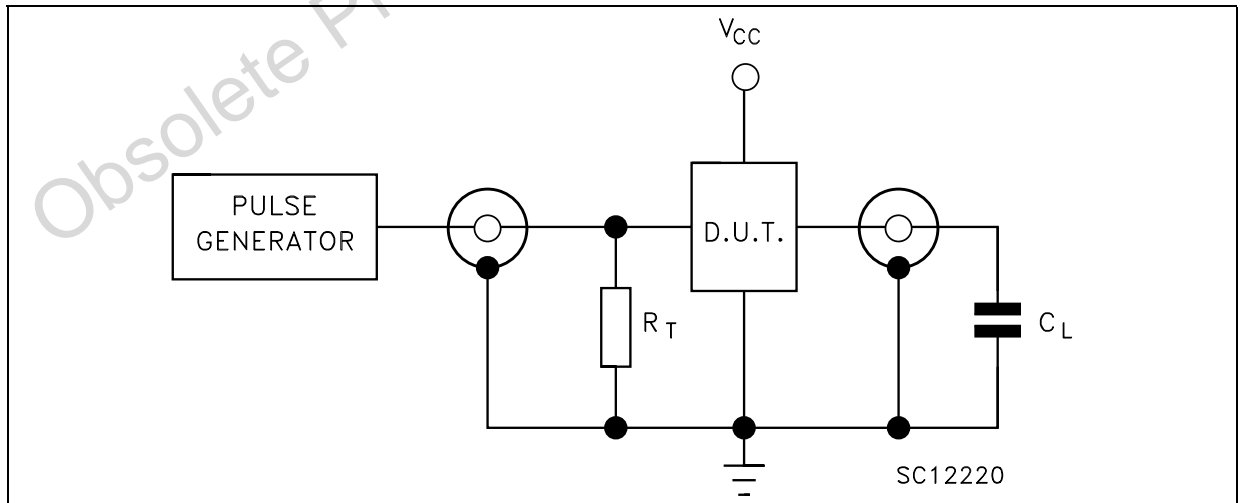 Obsolete P
VCC
PULSE
GENERATOR
D.U.T.
RT
CL
SC12220